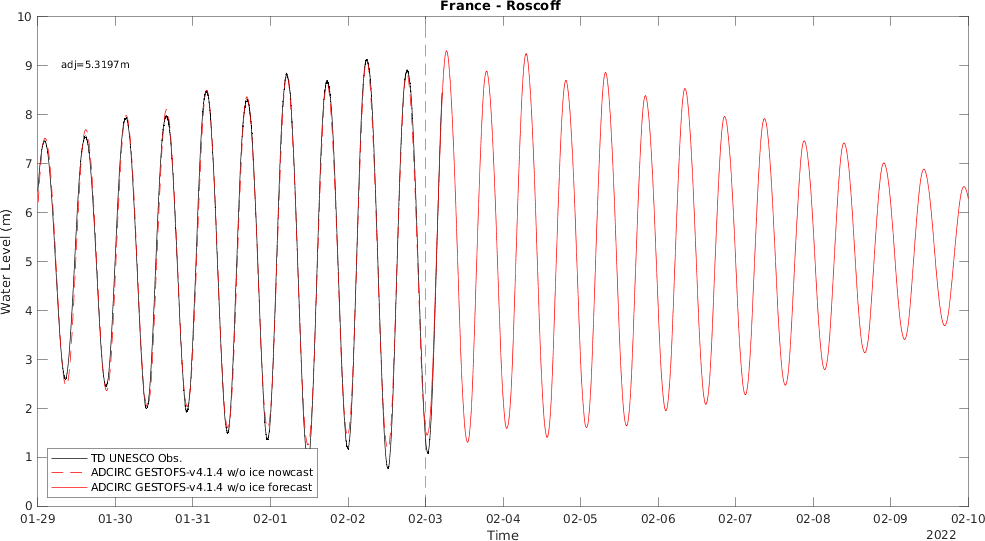 France - Roscoff
adj=5.3197m
Water Level (m)
10
9
8
7
6
5
4
3
2
1
0
TD UNESCO Obs.
ADCIRC GESTOFS-v4.1.4 w/o ice nowcast
ADCIRC GESTOFS-v4.1.4 w/o ice forecast
01-29 01-30 01-31 02-01 02-02 02-03 02-04 02-05 02-06 02-07 02-08 02-09 02-10
Time
2022